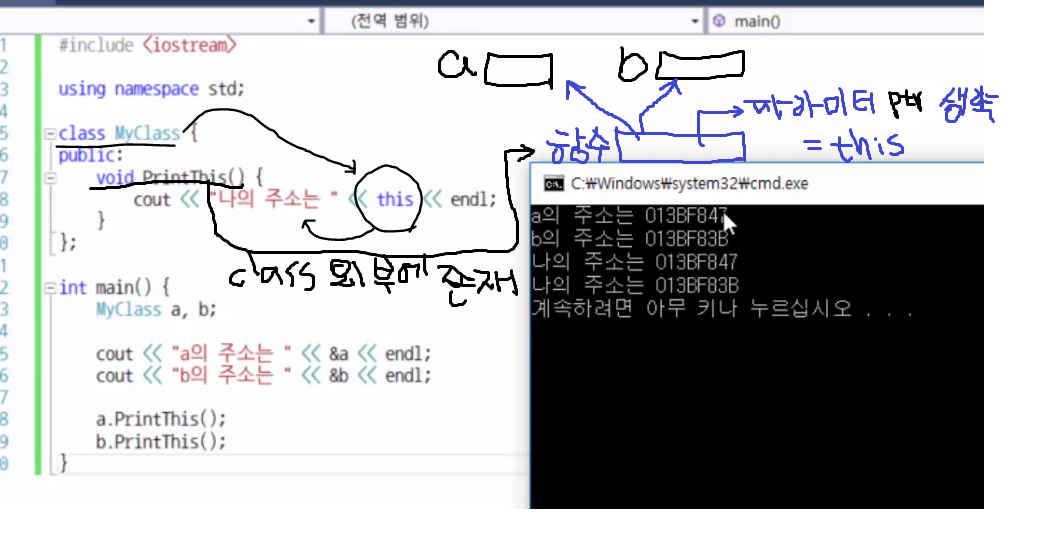 (전역 범위)
main()
1 #include <iostream>
2
3 using namespace std;
4
5 class MyClass {
6 public:
7 void PrintThis() {
8 cout << "나의 주소는 " << this << endl;
9 }
0 };
1
2 int main() {
3 MyClass a, b;
4
5 cout << "a의 주소는 " << &a << endl;
6 cout << "b의 주소는 " << &b << endl;
7
8 a.PrintThis();
9 b.PrintThis();
0 }
a
b
파라미터 ptr 생략
= this
함수
class 외부에 존재
C:₩Windows₩system32₩cmd.exe
a의 주소는 013BF847
b의 주소는 013BF83B
나의 주소는 013BF847
나의 주소는 013BF83B
계속하려면 아무 키나 누르십시오 . . .